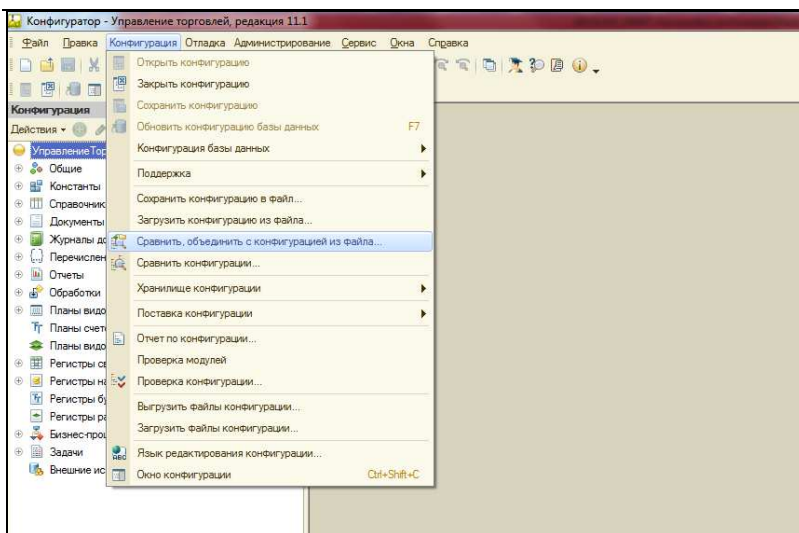 Конфигуратор - Управление торговлей, редакция 11.1
Файл Правка Конфигурация Отладка Администрирование Сервис Окна Справка
Конфигурация
Действия
УправлениеТор
Общие
Константы
Справочник
Документы
Журналы до
Перечислен
Отчеты
Обработки
Планы видо
Планы счет
Планы видо
Регистры св
Регистры на
Регистры бу
Регистры ра
Бизнес-про
Задачи
Внешние ис
Открыть конфигурацию
Закрыть конфигурацию
Сохранить конфигурацию
Обновить конфигурацию базы данных F7
Конфигурация базы данных
Поддержка
Сохранить конфигурацию в файл...
Загрузить конфигурацию из файла...
Сравнить, объединить с конфигурацией из файла...
Сравнить конфигурации...
Хранилище конфигурации
Поставка конфигурации
Отчет по конфигурации...
Проверка модулей
Проверка конфигурации...
Выгрузить файлы конфигурации...
Загрузить файлы конфигурации...
Язык редактирования конфигурации...
Окно конфигурации Ctrl+Shift+C